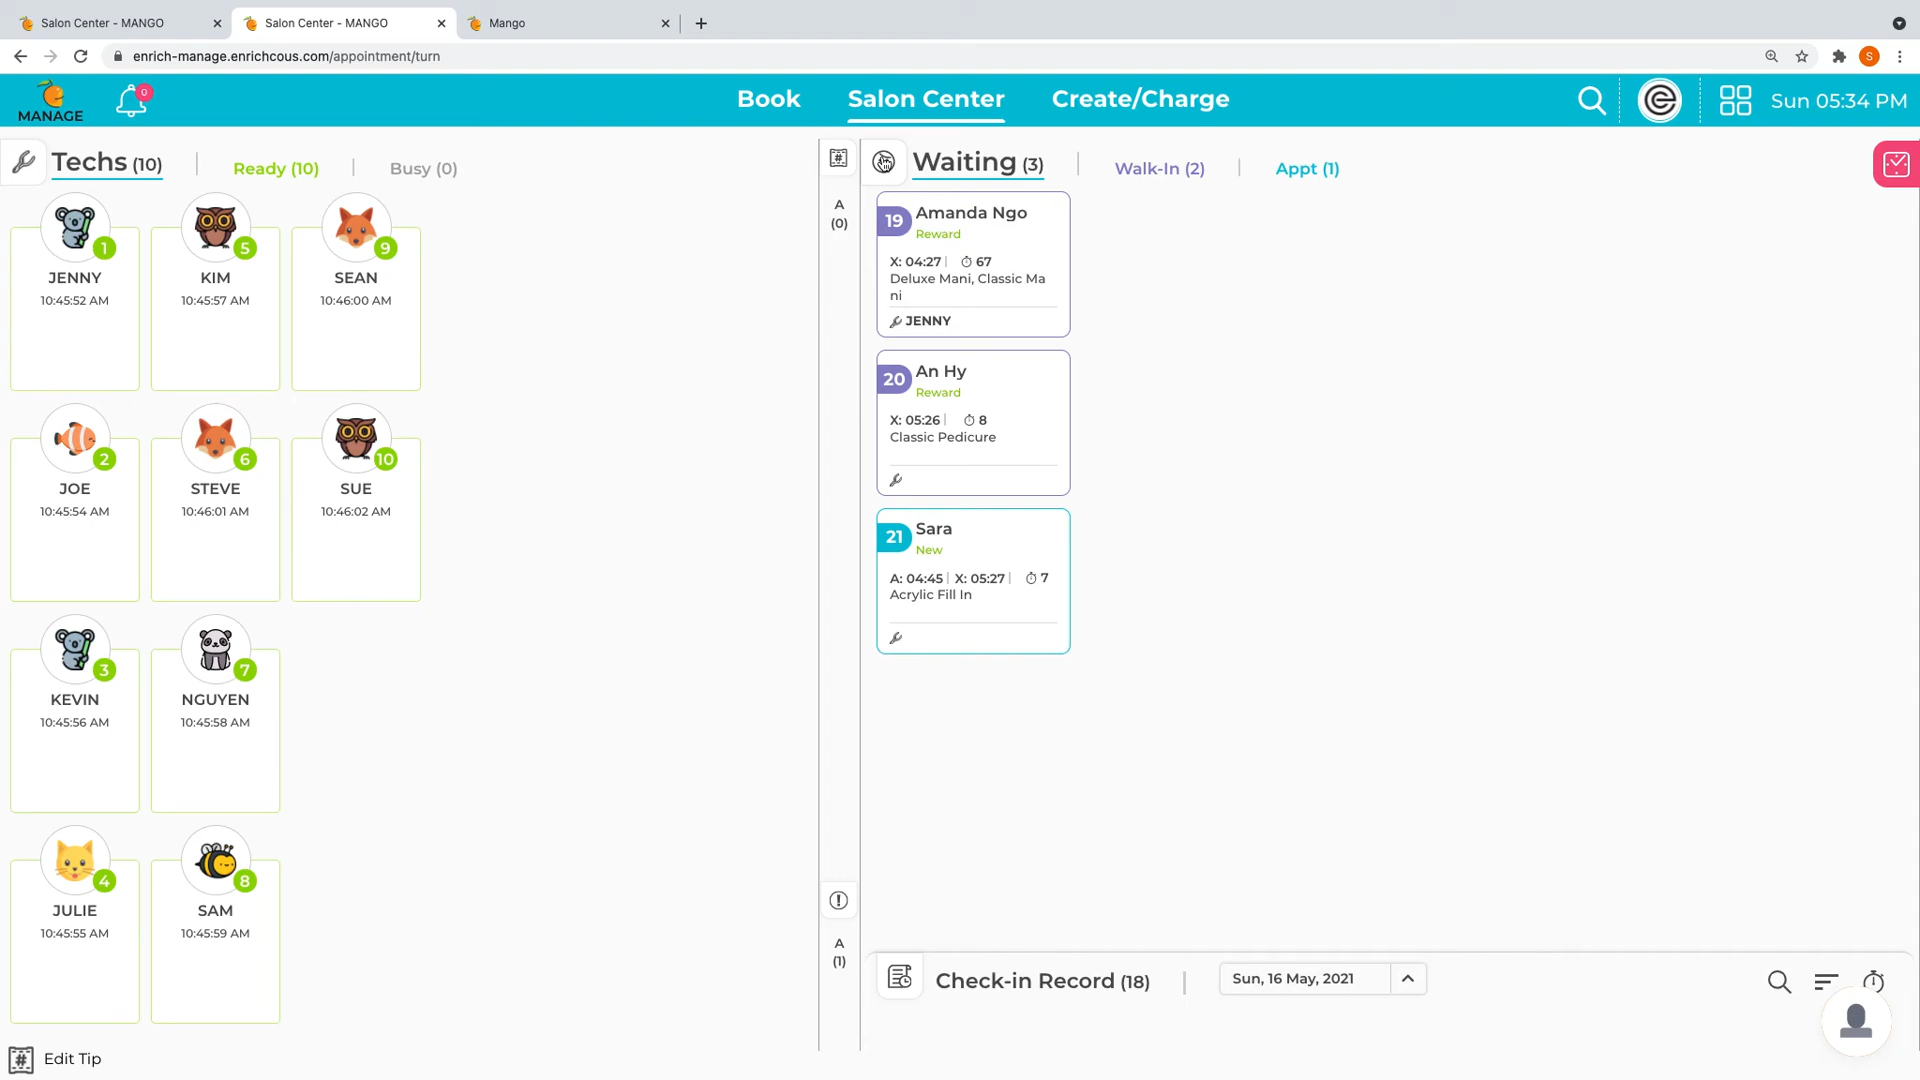 Salon Center - MANGO
Salon Center - MANGO
Mango
enrich-manage.enrichcous.com/appointment/turn
MANAGE
0
Book
Salon Center
Create/Charge
Sun 05:34 PM
Techs (10)
Ready (10)
Busy (0)
1
JENNY
10:45:52 AM
5
KIM
10:45:57 AM
9
SEAN
10:46:00 AM
2
JOE
10:45:54 AM
6
STEVE
10:46:01 AM
10
SUE
10:46:02 AM
3
KEVIN
10:45:56 AM
7
NGUYEN
10:45:58 AM
4
JULIE
10:45:55 AM
8
SAM
10:45:59 AM
# Edit Tip
#
A
(0)
!
A
(1)
Waiting (3)
Walk-In (2)
Appt (1)
19 Amanda Ngo
Reward
X: 04:27 | 67
Deluxe Mani, Classic Ma
ni
JENNY
20 An Hy
Reward
X: 05:26 | 8
Classic Pedicure
21 Sara
New
A: 04:45 | X: 05:27 | 7
Acrylic Fill In
Check-in Record (18)
Sun, 16 May, 2021
S